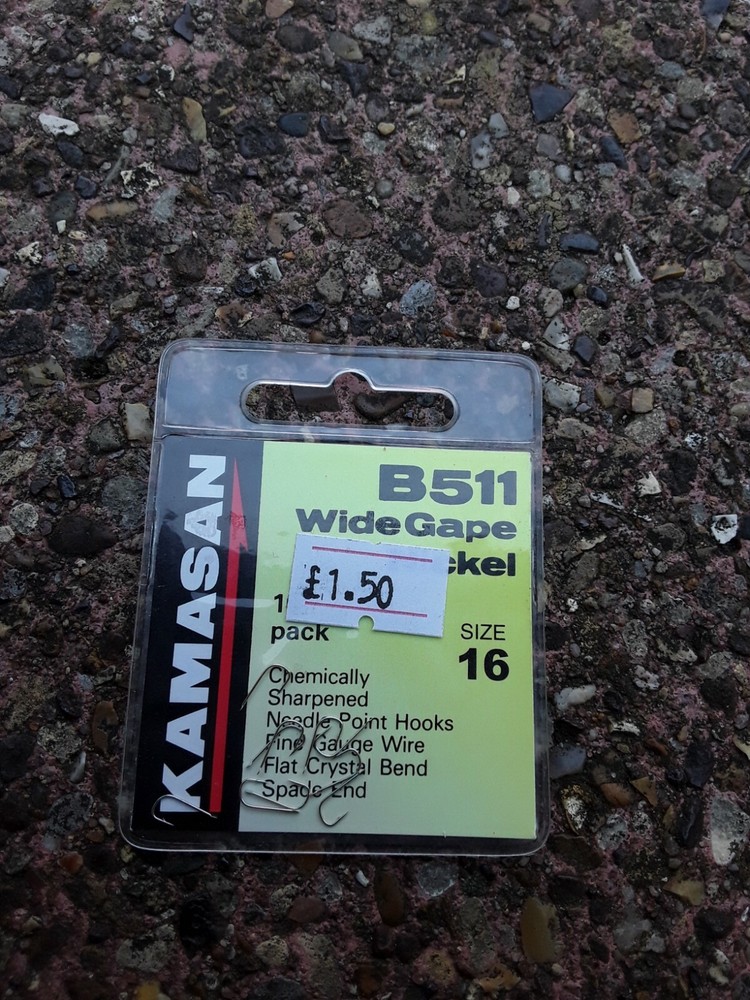 KAMASAN
B511
Wide Gape
£1.50
pack
SIZE
16
Chemically
Sharpened
Needle Point Hooks
Fine Gauge Wire
Flat Crystal Bend
Spade End